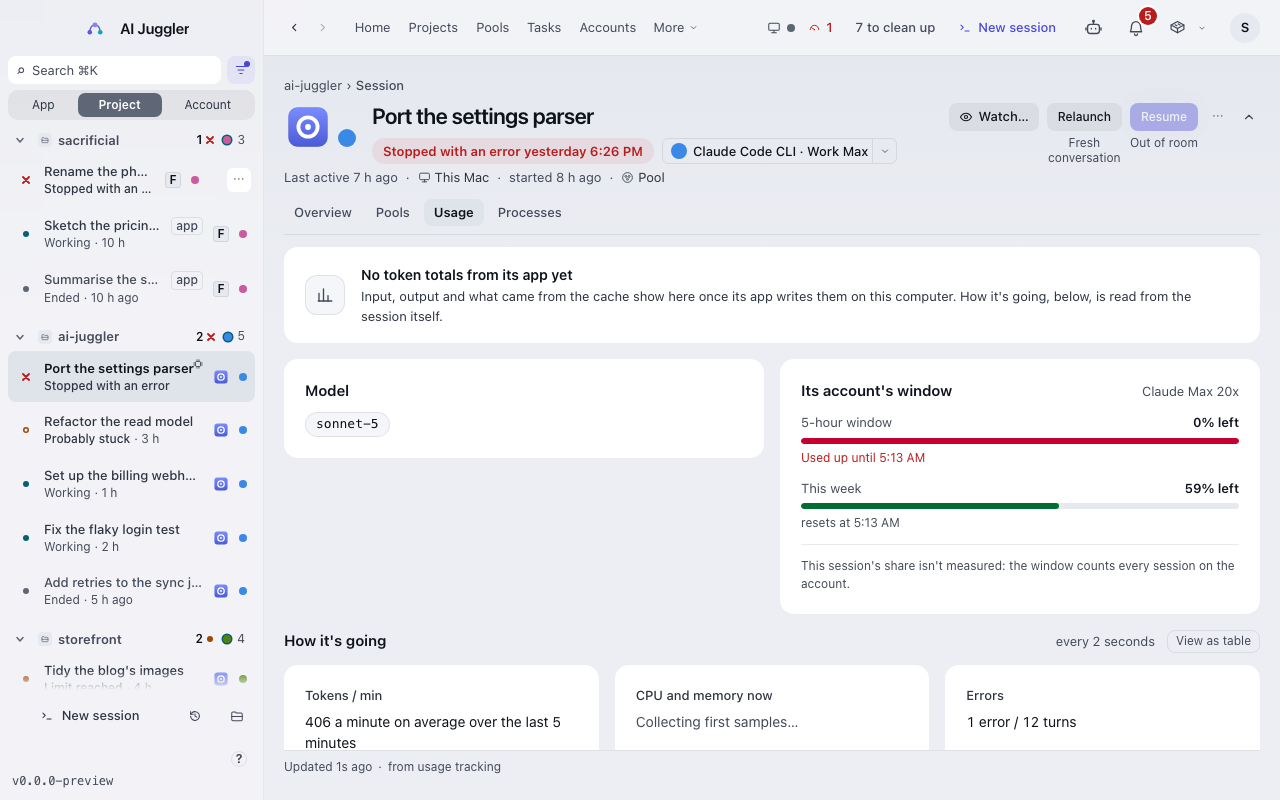 AI Juggler
Search ⌘K
App Project Account
sacrificial 1 3
Rename the ph... F
Stopped with an ...
Sketch the pricin... app F
Working · 10 h
Summarise the s... app F
Ended · 10 h ago
ai-juggler 2 5
Port the settings parser
Stopped with an error
Refactor the read model
Probably stuck · 3 h
Set up the billing webh...
Working · 1 h
Fix the flaky login test
Working · 2 h
Add retries to the sync j...
Ended · 5 h ago
storefront 2 4
Tidy the blog's images
Limit reached · 4 h
New session
?
v0.0.0-preview
Home Projects Pools Tasks Accounts More 1 7 to clean up New session 5 S
ai-juggler › Session
Port the settings parser
Stopped with an error yesterday 6:26 PM Claude Code CLI · Work Max
Watch... Relaunch Resume ...
Fresh conversation Out of room
Last active 7 h ago · This Mac · started 8 h ago · Pool
Overview Pools Usage Processes
No token totals from its app yet
Input, output and what came from the cache show here once its app writes them on this computer. How it's going, below, is read from the
session itself.
Model
sonnet-5
Its account's window Claude Max 20x
5-hour window 0% left
Used up until 5:13 AM
This week 59% left
resets at 5:13 AM
This session's share isn't measured: the window counts every session on the
account.
How it's going every 2 seconds View as table
Tokens / min
406 a minute on average over the last 5
minutes
CPU and memory now
Collecting first samples...
Errors
1 error / 12 turns
Updated 1s ago · from usage tracking